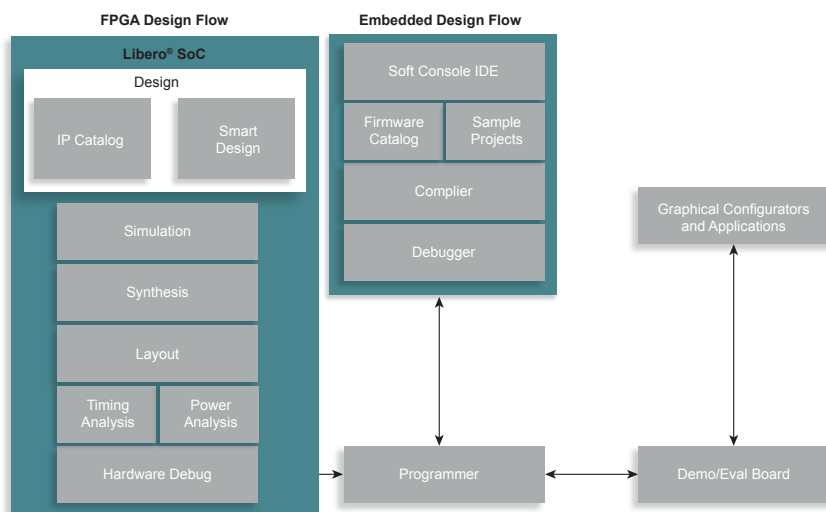 FPGA Design Flow
Libero® SoC
Design
IP Catalog
Smart
Design
Simulation
Synthesis
Layout
Timing
Analysis
Power
Analysis
Hardware Debug
Embedded Design Flow
Soft Console IDE
Firmware
Catalog
Sample
Projects
Complier
Debugger
Programmer
Graphical Configurators
and Applications
Demo/Eval Board